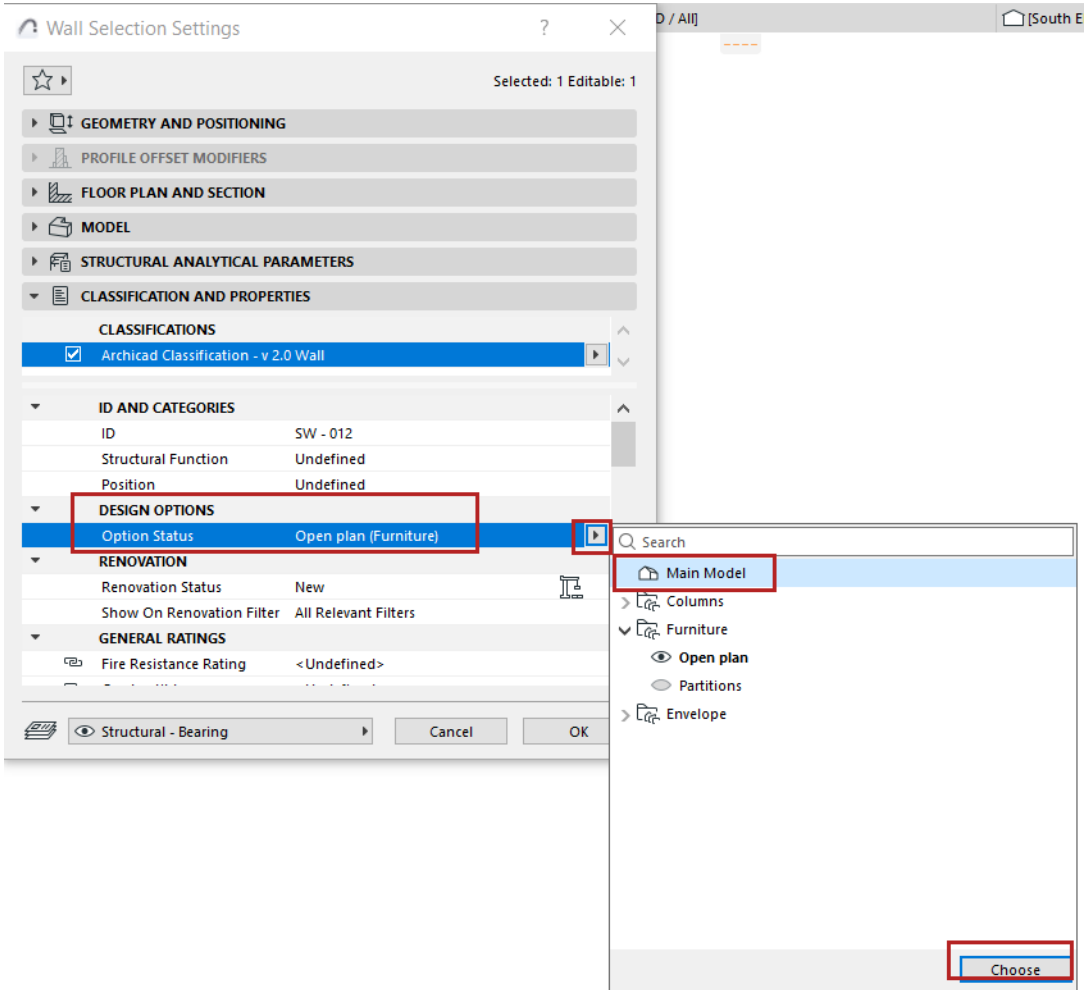 Wall Selection Settings
?
D / All]
[South E
Selected: 1 Editable: 1
GEOMETRY AND POSITIONING
PROFILE OFFSET MODIFIERS
FLOOR PLAN AND SECTION
MODEL
STRUCTURAL ANALYTICAL PARAMETERS
CLASSIFICATION AND PROPERTIES
CLASSIFICATIONS
Archicad Classification - v 2.0 Wall
ID AND CATEGORIES
ID SW - 012
Structural Function Undefined
Position Undefined
DESIGN OPTIONS
Option Status Open plan (Furniture)
RENOVATION
Renovation Status New
Show On Renovation Filter All Relevant Filters
GENERAL RATINGS
Fire Resistance Rating <Undefined>
Structural - Bearing
Cancel
OK
Search
Main Model
Columns
Furniture
Open plan
Partitions
Envelope
Choose